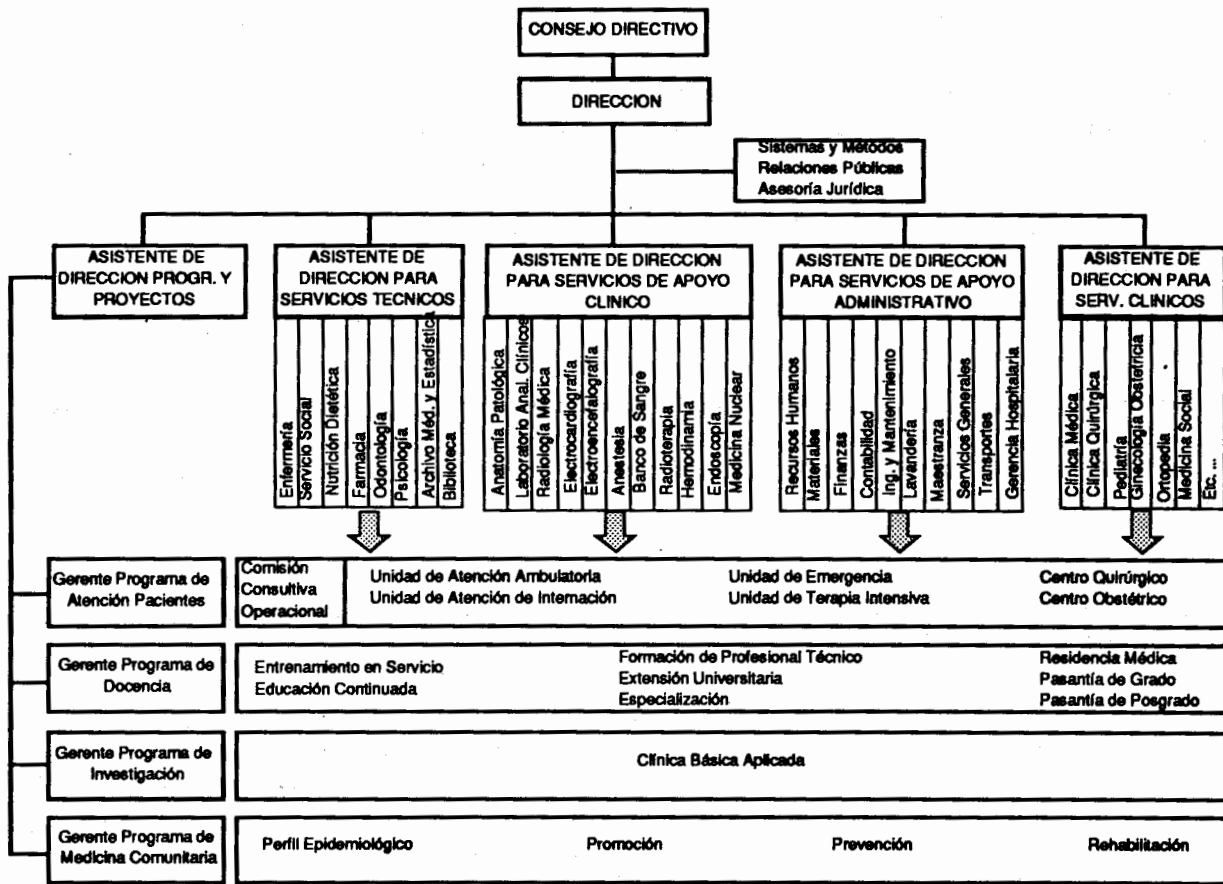 CONSEJO DIRECTIVO
DIRECCION
Sistemas y Métodos
Relaciones Públicas
Asesoría Jurídica
ASISTENTE DE
DIRECCION PROGR. Y
PROYECTOS
ASISTENTE DE
DIRECCION PARA
SERVICIOS TECNICOS
ASISTENTE DE DIRECCION
PARA SERVICIOS DE APOYO
CLINICO
ASISTENTE DE DIRECCION
PARA SERVICIOS DE APOYO
ADMINISTRATIVO
ASISTENTE DE
DIRECCION PARA
SERV. CLINICOS
Enfermería
Servicio Social
Nutrición Dietética
Farmacia
Odontología
Psicología
Archivo Méd. y Estadística
Biblioteca
Anatomía Patológica
Laboratorio Anal. Clínicos
Radiología Médica
Electrocardiografía
Electroencefalografía
Anestesia
Banco de Sangre
Radioterapia
Hemodinamia
Endoscopía
Medicina Nuclear
Recursos Humanos
Materiales
Finanzas
Contabilidad
Ing. y Mantenimiento
Lavandería
Maestranza
Servicios Generales
Transportes
Gerencia Hospitalaria
Clínica Médica
Clínica Quirúrgica
Pediatría
Ginecología Obstetrícia
Ortopedia
Medicina Social
Etc. ...
Gerente Programa de
Atención Pacientes
Comisión
Consultiva
Operacional
Unidad de Atención Ambulatoria
Unidad de Atención de Internación
Unidad de Emergencia
Unidad de Terapia Intensiva
Centro Quirúrgico
Centro Obstétrico
Gerente Programa de
Docencia
Entrenamiento en Servicio
Educación Continuada
Formación de Profesional Técnico
Extensión Universitaria
Especialización
Residencia Médica
Pasantía de Grado
Pasantía de Posgrado
Gerente Programa de
Investigación
Clínica Básica Aplicada
Gerente Programa de
Medicina Comunitaria
Perfil Epidemiológico
Promoción
Prevención
Rehabilitación